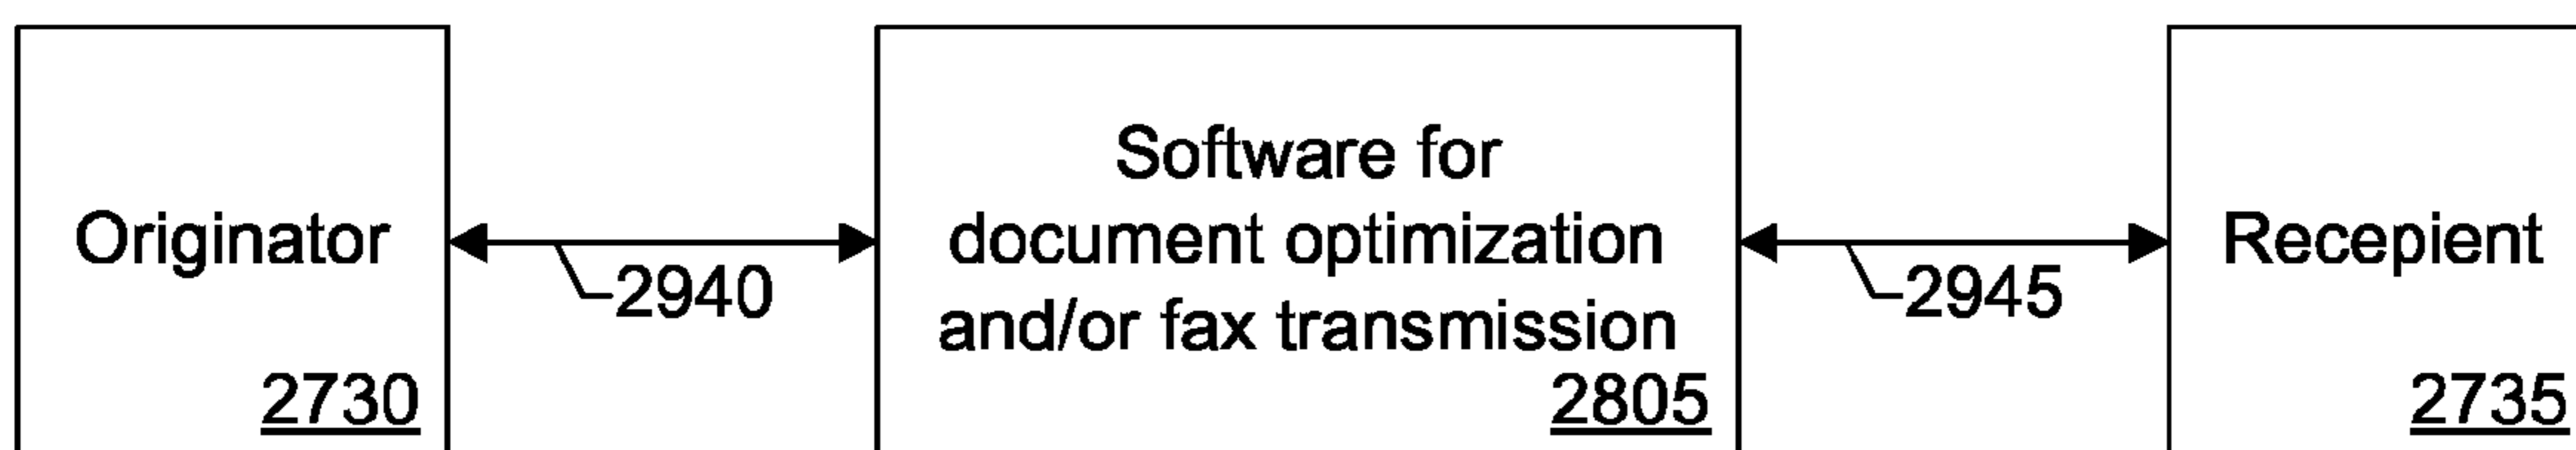 Originator
2730
2940
Software for
document optimization
and/or fax transmission
2805
2945
Recepient
2735